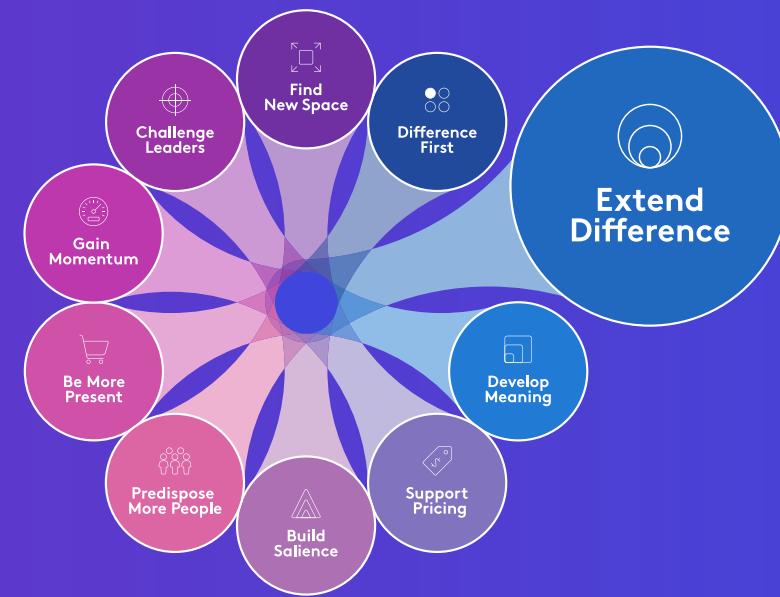 Find
New Space
Difference
First
Extend
Difference
Develop
Meaning
Support
Pricing
Build
Salience
Predispose
More People
Be More
Present
Gain
Momentum
Challenge
Leaders